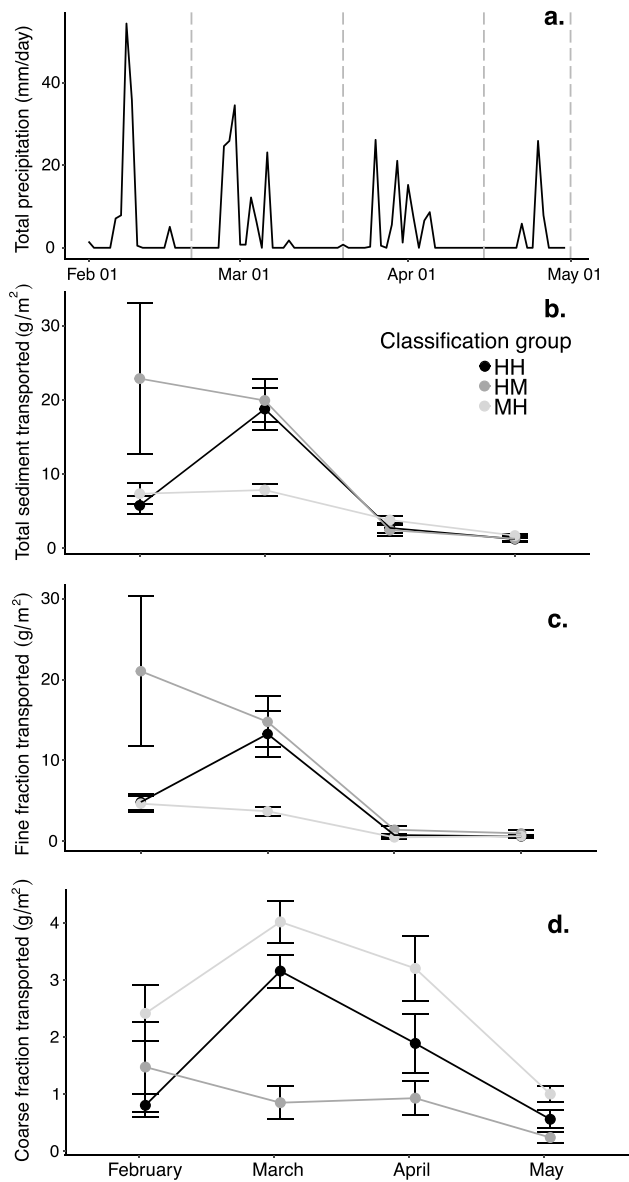 a.
Total precipitation (mm/day)
40
20
0
Feb 01 Mar 01 Apr 01 May 01
b.
Total sediment transported (g/m²)
30
20
10
0
Classification group
HH
HM
MH
c.
Fine fraction transported (g/m²)
30
20
10
0
d.
Coarse fraction transported (g/m²)
4
3
2
1
0
February March April May